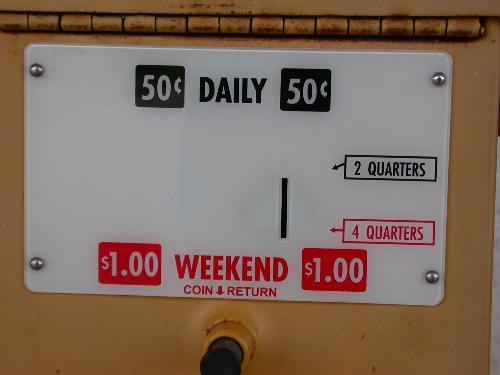 50¢ DAILY 50¢
2 QUARTERS
4 QUARTERS
$1.00 WEEKEND $1.00
COIN RETURN